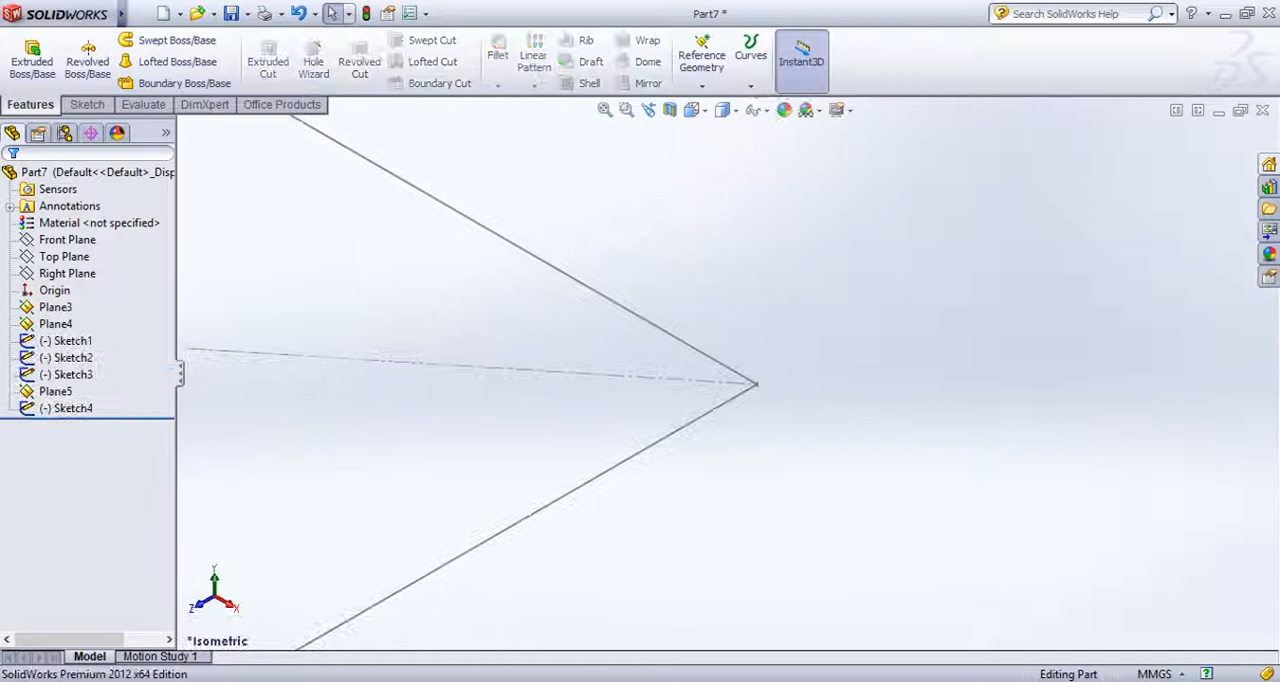 SOLIDWORKS
Part7 *
Search SolidWorks Help
Extruded Boss/Base
Revolved Boss/Base
Swept Boss/Base
Lofted Boss/Base
Boundary Boss/Base
Extruded Cut
Hole Wizard
Revolved Cut
Swept Cut
Lofted Cut
Boundary Cut
Fillet
Linear Pattern
Rib
Draft
Shell
Wrap
Dome
Mirror
Reference Geometry
Curves
Instant3D
Features Sketch Evaluate DimXpert Office Products
Part7 (Default<<Default>_Disp
Sensors
Annotations
Material <not specified>
Front Plane
Top Plane
Right Plane
Origin
Plane3
Plane4
(-) Sketch1
(-) Sketch2
(-) Sketch3
Plane5
(-) Sketch4
Y
Z X
*Isometric
Model Motion Study 1
SolidWorks Premium 2012 x64 Edition
Editing Part
MMGS